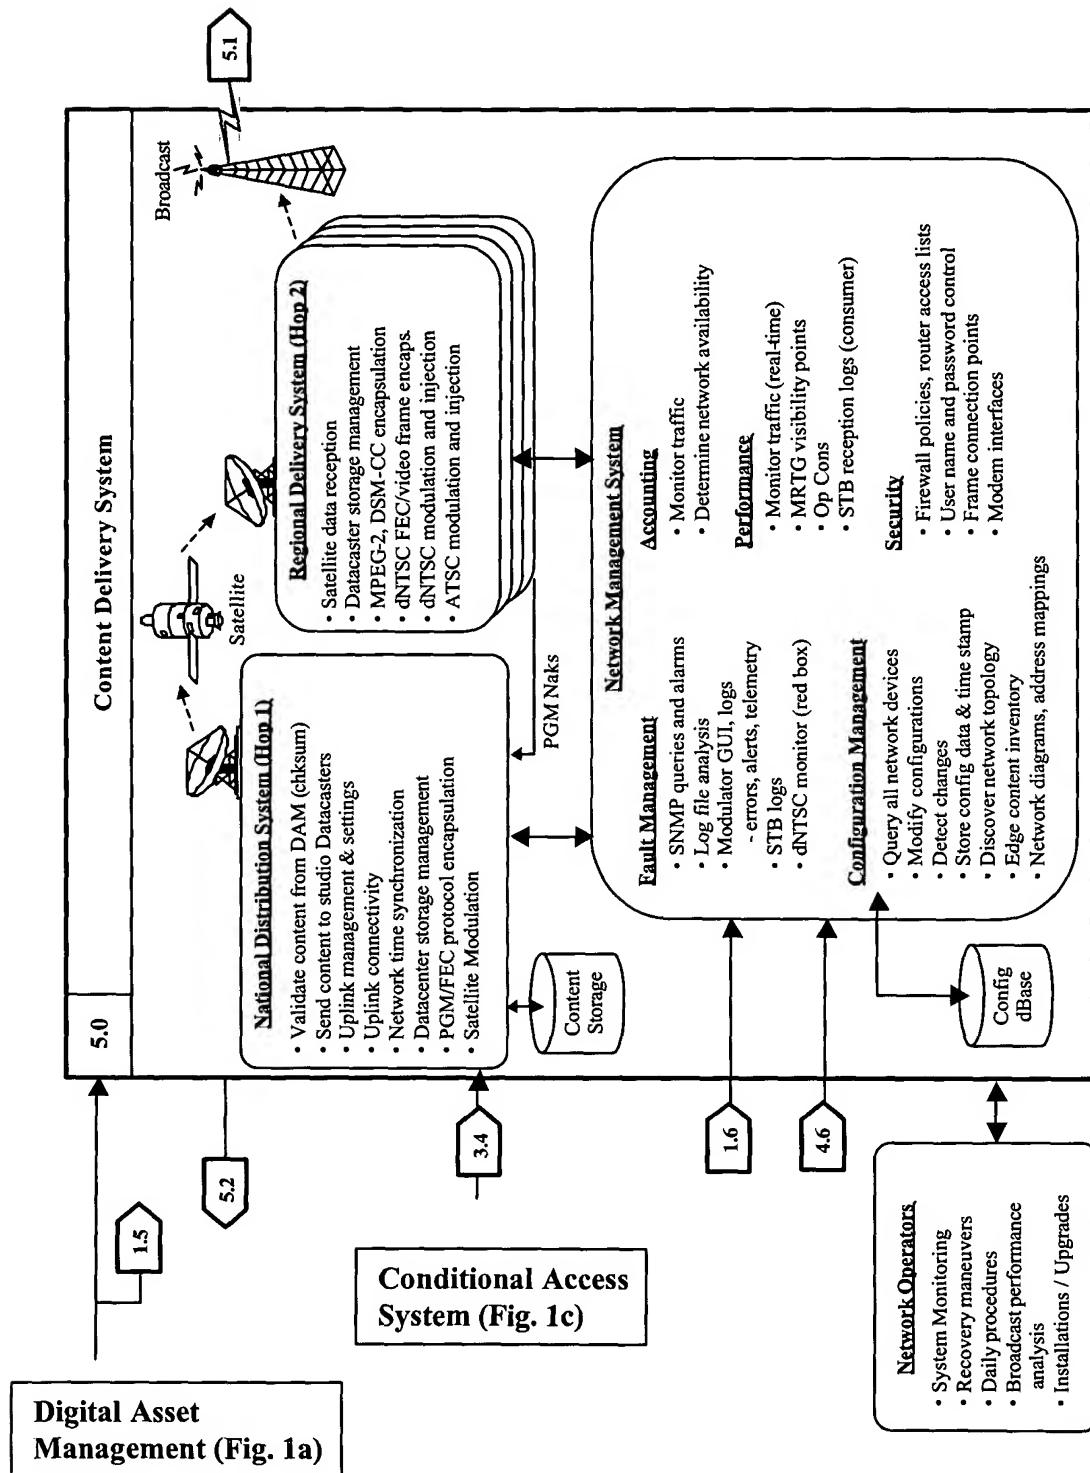 5.0
Content Delivery System
5.1
Broadcast
Satellite
National Distribution System (Hop 1)
• Validate content from DAM (chksum)
• Send content to studio Datacasters
• Uplink management & settings
• Uplink connectivity
• Network time synchronization
• Datacenter storage management
• PGM/FEC protocol encapsulation
• Satellite Modulation
Regional Delivery System (Hop 2)
• Satellite data reception
• Datacaster storage management
• MPEG-2, DSM-CC encapsulation
• dNTSC FEC/video frame encaps.
• dNTSC modulation and injection
• ATSC modulation and injection
PGM Naks
Content
Storage
Network Management System
Fault Management
• SNMP queries and alarms
• Log file analysis
• Modulator GUI, logs
- errors, alerts, telemetry
• STB logs
• dNTSC monitor (red box)
Accounting
• Monitor traffic
• Determine network availability
Performance
• Monitor traffic (real-time)
• MRTG visibility points
• Op Cons
• STB reception logs (consumer)
Configuration Management
• Query all network devices
• Modify configurations
• Detect changes
• Store config data & time stamp
• Discover network topology
• Edge content inventory
• Network diagrams, address mappings
Security
• Firewall policies, router access lists
• User name and password control
• Frame connection points
• Modem interfaces
Config
dBase
1.5
5.2
3.4
1.6
4.6
Digital Asset
Management (Fig. 1a)
Conditional Access
System (Fig. 1c)
Network Operators
• System Monitoring
• Recovery maneuvers
• Daily procedures
• Broadcast performance
analysis
• Installations / Upgrades